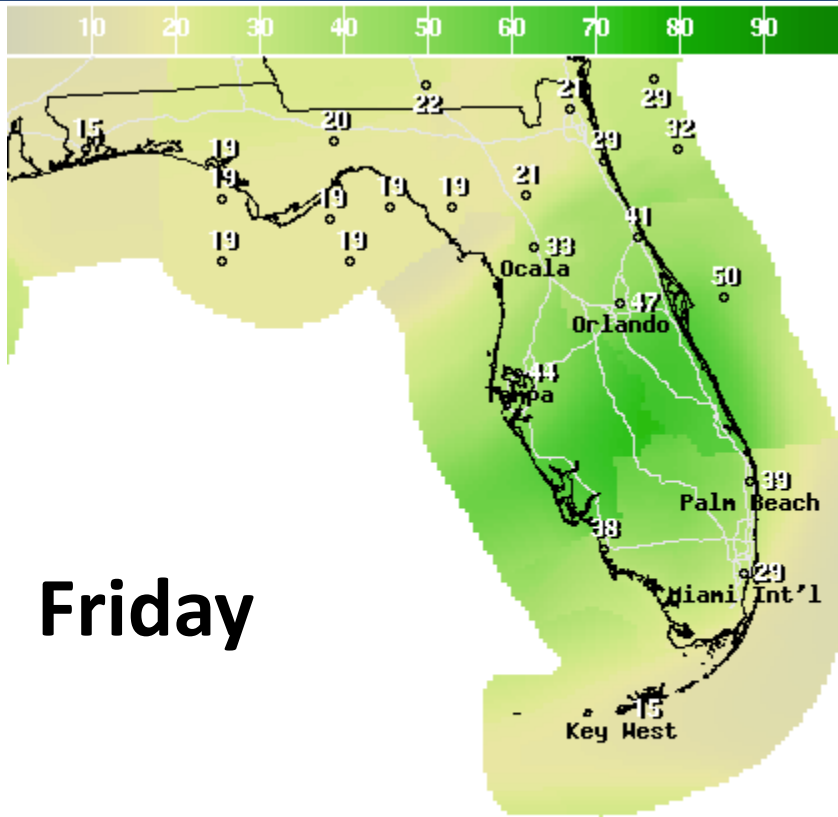 10 20 30 40 50 60 70 80 90
29
22 21
20 32
15 19 29
19 19 19 19 21
41
19 19 33
Ocala
50
47
Orlando
44
Tampa
39
Palm Beach
38
29
Miami Int'l
Friday
15
Key West